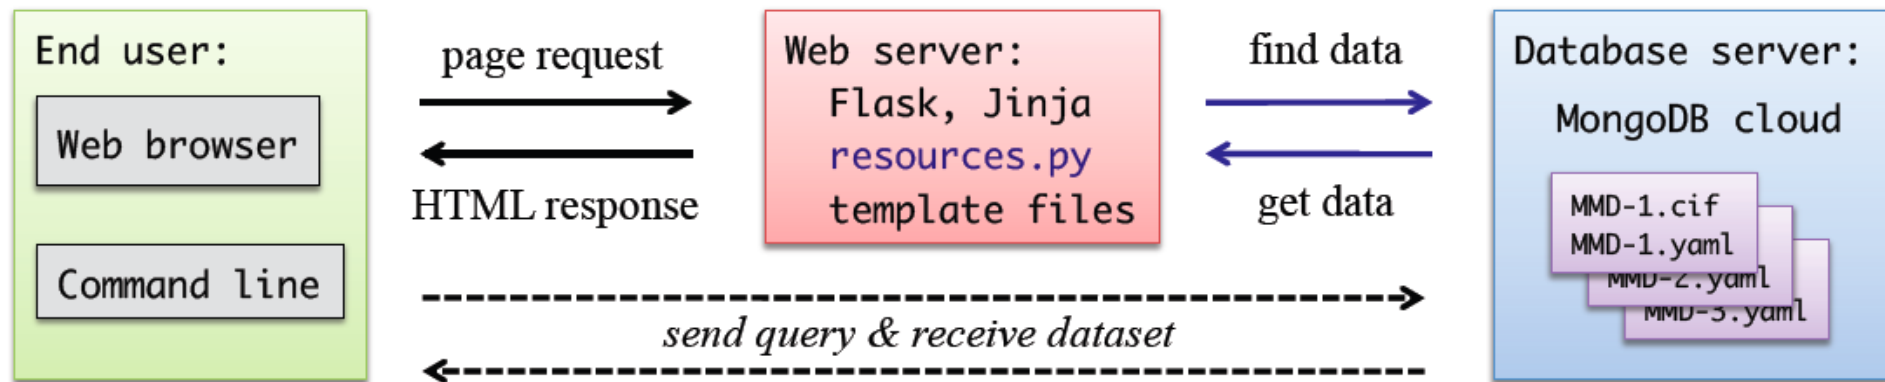 End user:
Web browser
Command line
page request
HTML response
Web server:
Flask, Jinja
resources.py
template files
find data
get data
send query & receive dataset
Database server:
MongoDB cloud
MMD-1.cif
MMD-1.yaml
MMD-2.yaml
MMD-3.yaml